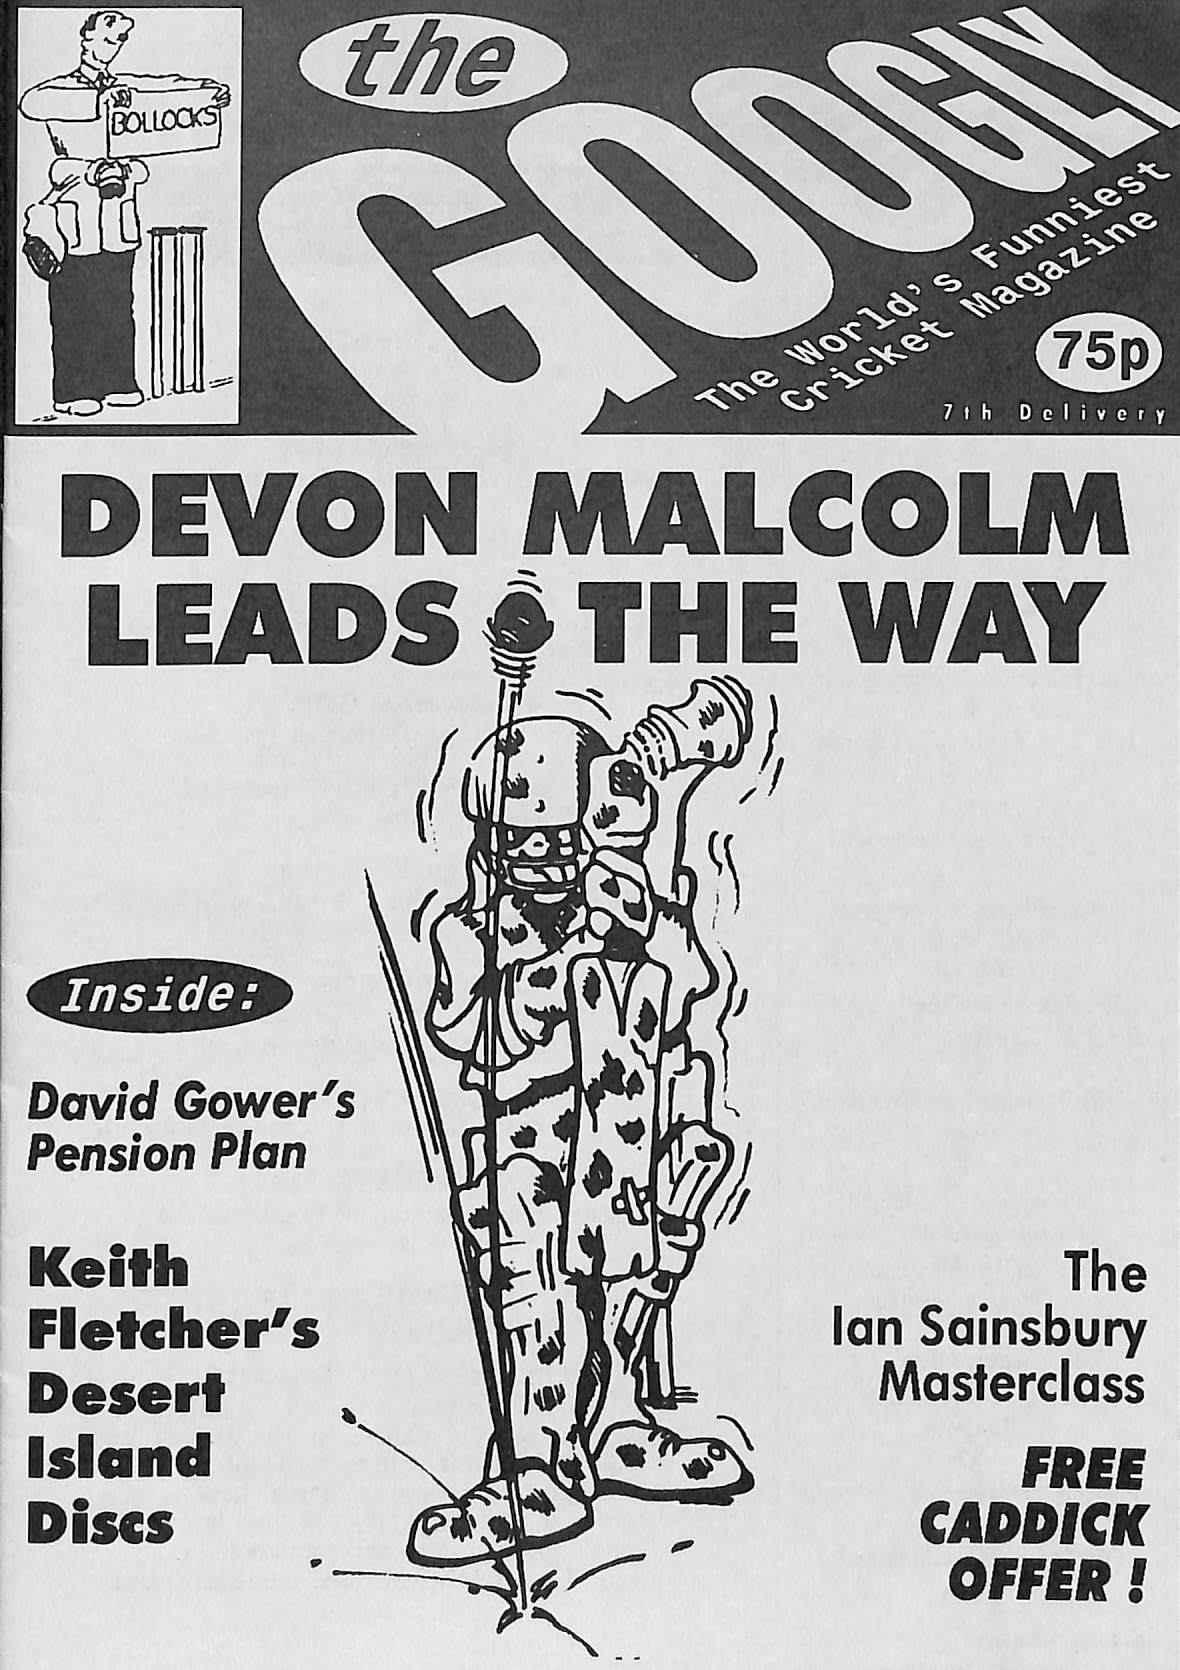 BOLLOCKS
the
GOOGLY
The World's Funniest
Cricket Magazine
75p
7th Delivery
DEVON MALCOLM
LEADS THE WAY
Inside:
David Gower's
Pension Plan
Keith
Fletcher's
Desert
Island
Discs
The
Ian Sainsbury
Masterclass
FREE
CADDICK
OFFER !